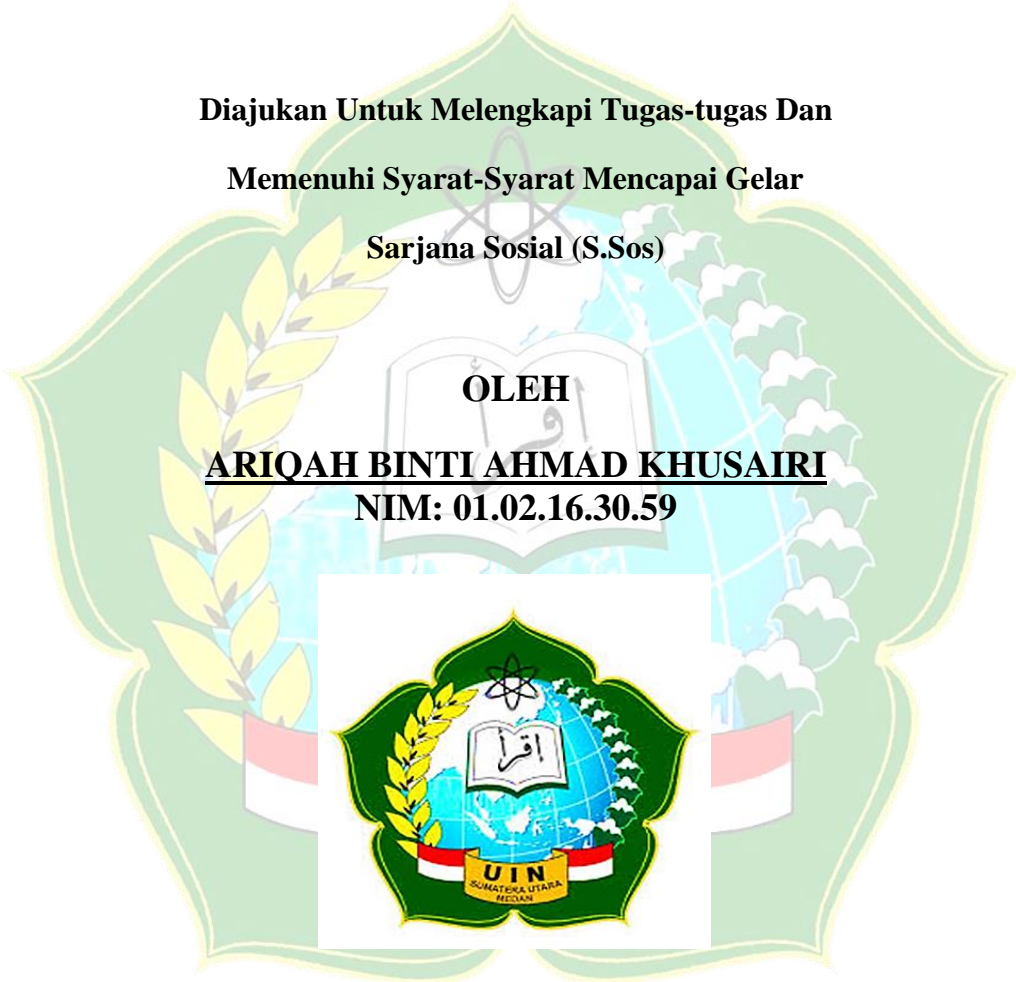 Diajukan Untuk Melengkapi Tugas-tugas Dan
Memenuhi Syarat-Syarat Mencapai Gelar
Sarjana Sosial (S.Sos)
OLEH
ARIQAH BINTI AHMAD KHUSAIRI
NIM: 01.02.16.30.59
اقرأ
اقرأ
UIN
SUMATERA UTARA
MEDAN